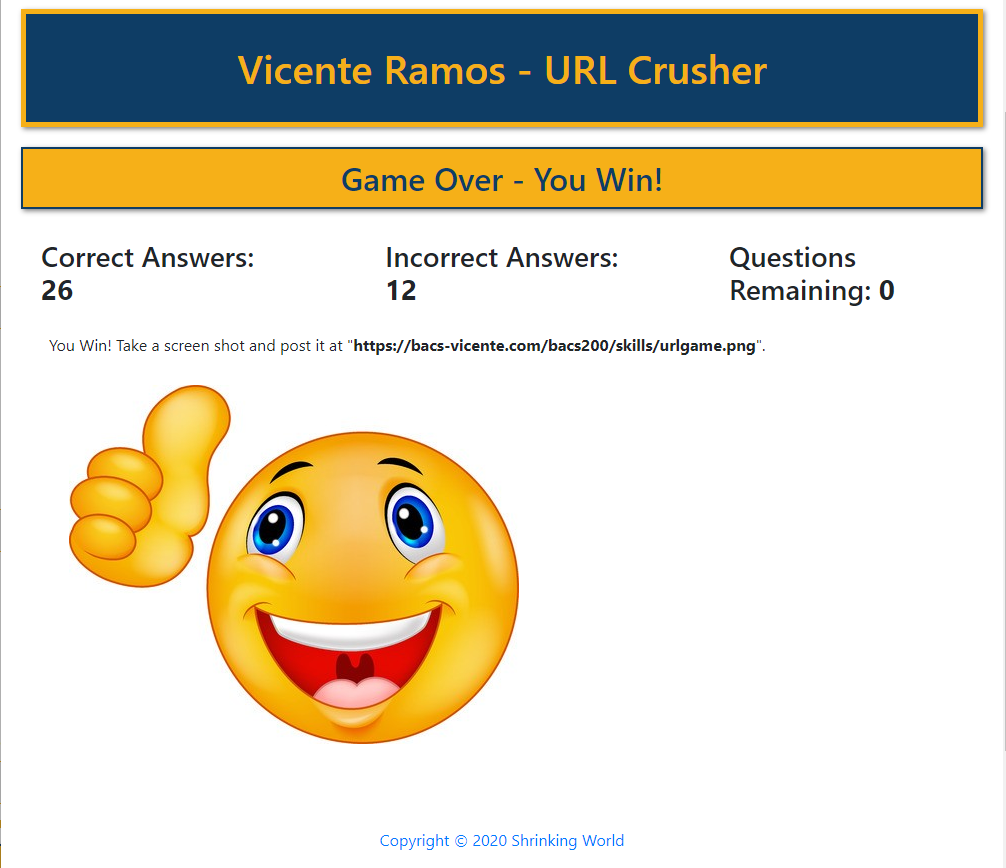 Vicente Ramos - URL Crusher
Game Over - You Win!
Correct Answers:
26
Incorrect Answers:
12
Questions
Remaining: 0
You Win! Take a screen shot and post it at "https://bacs-vicente.com/bacs200/skills/urlgame.png".
Copyright © 2020 Shrinking World